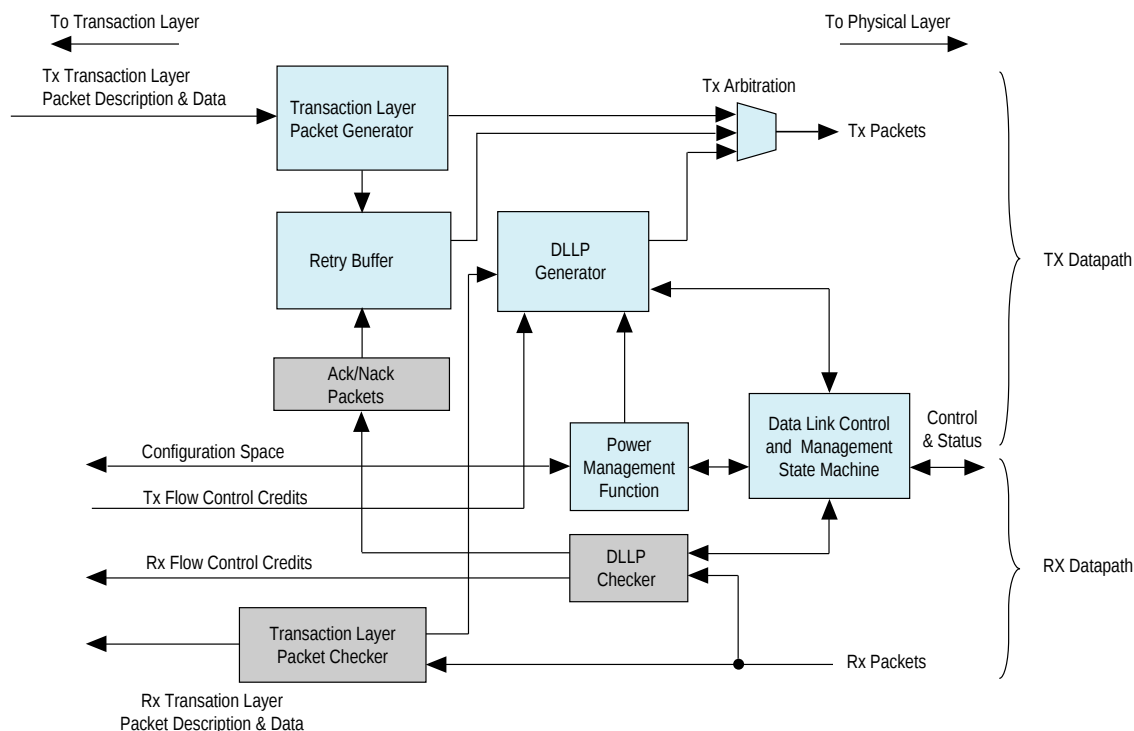 To Transaction Layer
To Physical Layer
Tx Transaction Layer
Packet Description & Data
Transaction Layer
Packet Generator
Tx Arbitration
Tx Packets
Retry Buffer
DLLP
Generator
TX Datapath
Ack/Nack
Packets
Configuration Space
Power
Management
Function
Data Link Control
and Management
State Machine
Control
& Status
Tx Flow Control Credits
Rx Flow Control Credits
DLLP
Checker
RX Datapath
Transaction Layer
Packet Checker
Rx Packets
Rx Transation Layer
Packet Description & Data